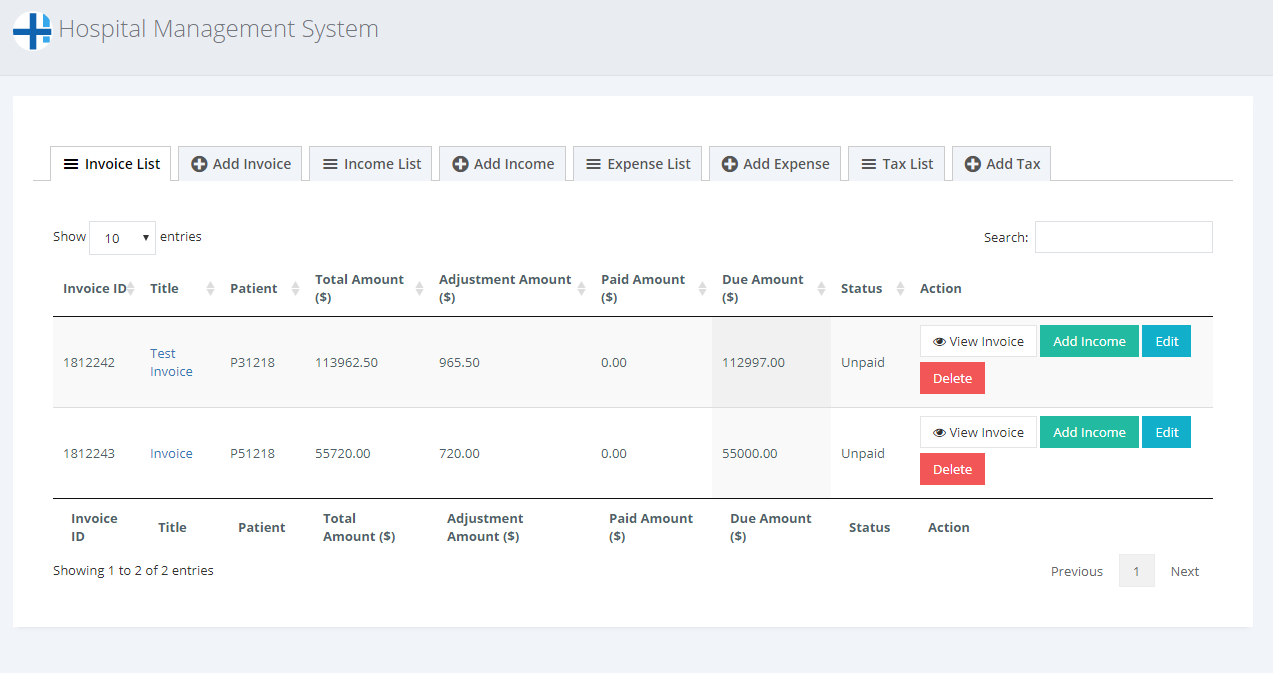 Hospital Management System
Invoice List Add Invoice Income List Add Income Expense List Add Expense Tax List Add Tax
Show 10 entries Search:
Invoice ID Title Patient Total Amount ($) Adjustment Amount ($) Paid Amount ($) Due Amount ($) Status Action
1812242 Test Invoice P31218 113962.50 965.50 0.00 112997.00 Unpaid View Invoice Add Income Edit
Delete
1812243 Invoice P51218 55720.00 720.00 0.00 55000.00 Unpaid View Invoice Add Income Edit
Delete
Invoice ID Title Patient Total Amount ($) Adjustment Amount ($) Paid Amount ($) Due Amount ($) Status Action
Showing 1 to 2 of 2 entries Previous 1 Next